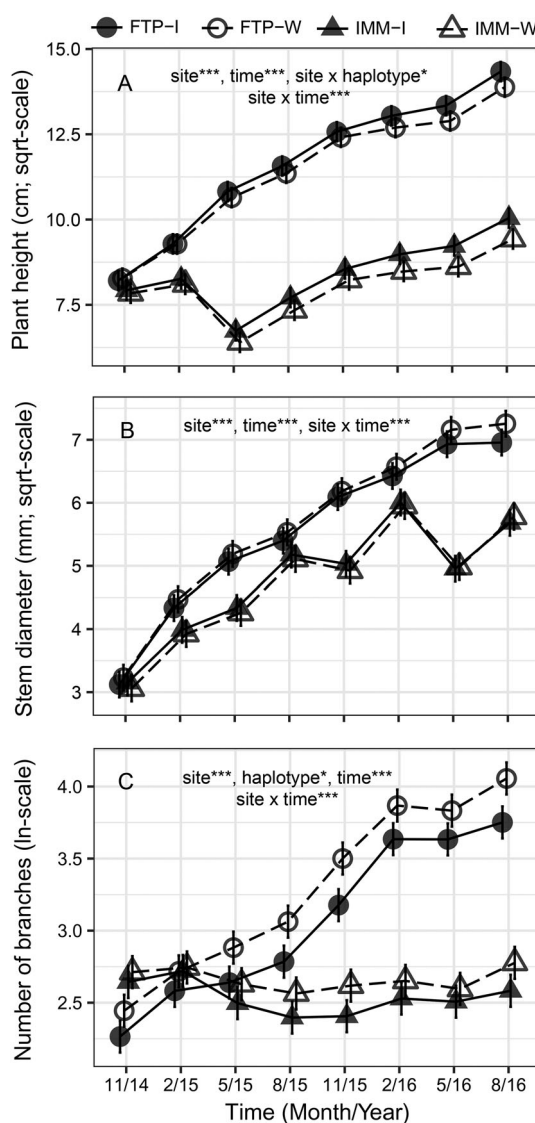 FTP–I FTP–W IMM–I IMM–W
A
site***, time***, site x haplotype*
site x time***
Plant height (cm; sqrt-scale)
15.0
12.5
10.0
7.5
B
site***, time***, site x time***
Stem diameter (mm; sqrt-scale)
7
6
5
4
3
C
site***, haplotype*, time***
site x time***
Number of branches (ln-scale)
4.0
3.5
3.0
2.5
11/14 2/15 5/15 8/15 11/15 2/16 5/16 8/16
Time (Month/Year)